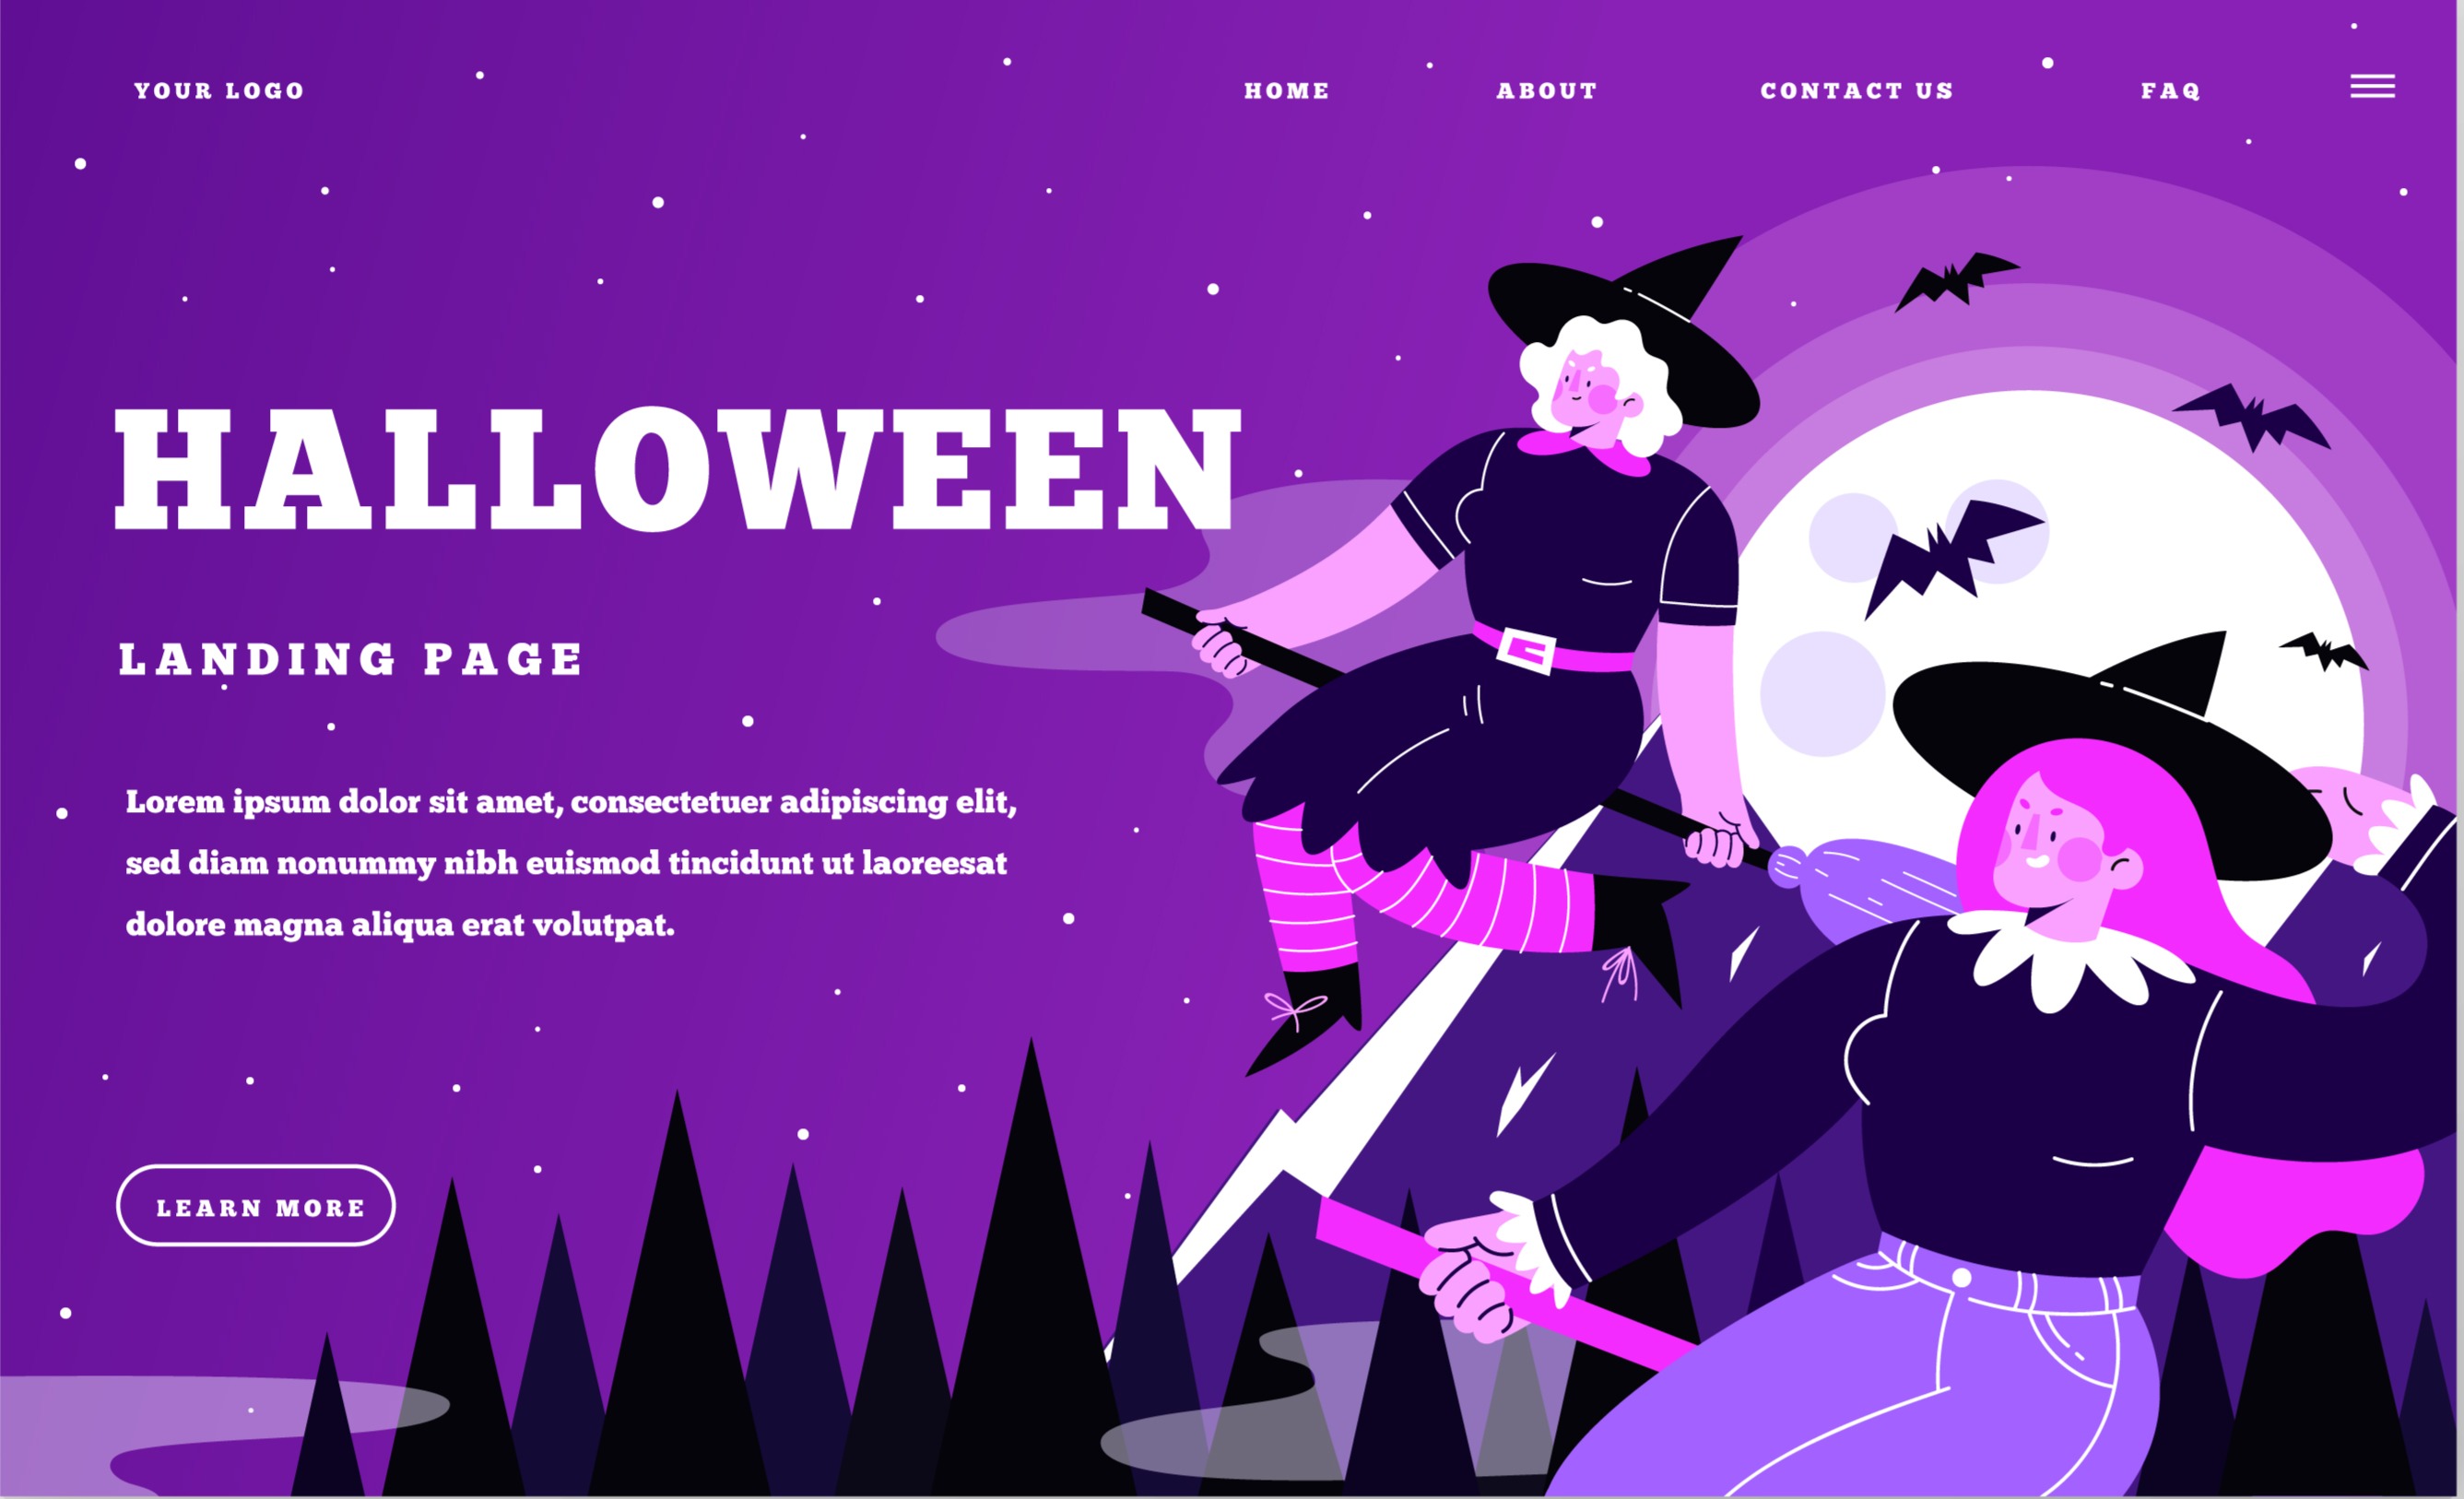 YOUR LOGO
HOME ABOUT CONTACT US FAQ
HALLOWEEN
LANDING PAGE
Lorem ipsum dolor sit amet, consectetuer adipiscing elit,
sed diam nonummy nibh euismod tincidunt ut laoreesat
dolore magna aliqua erat volutpat.
LEARN MORE